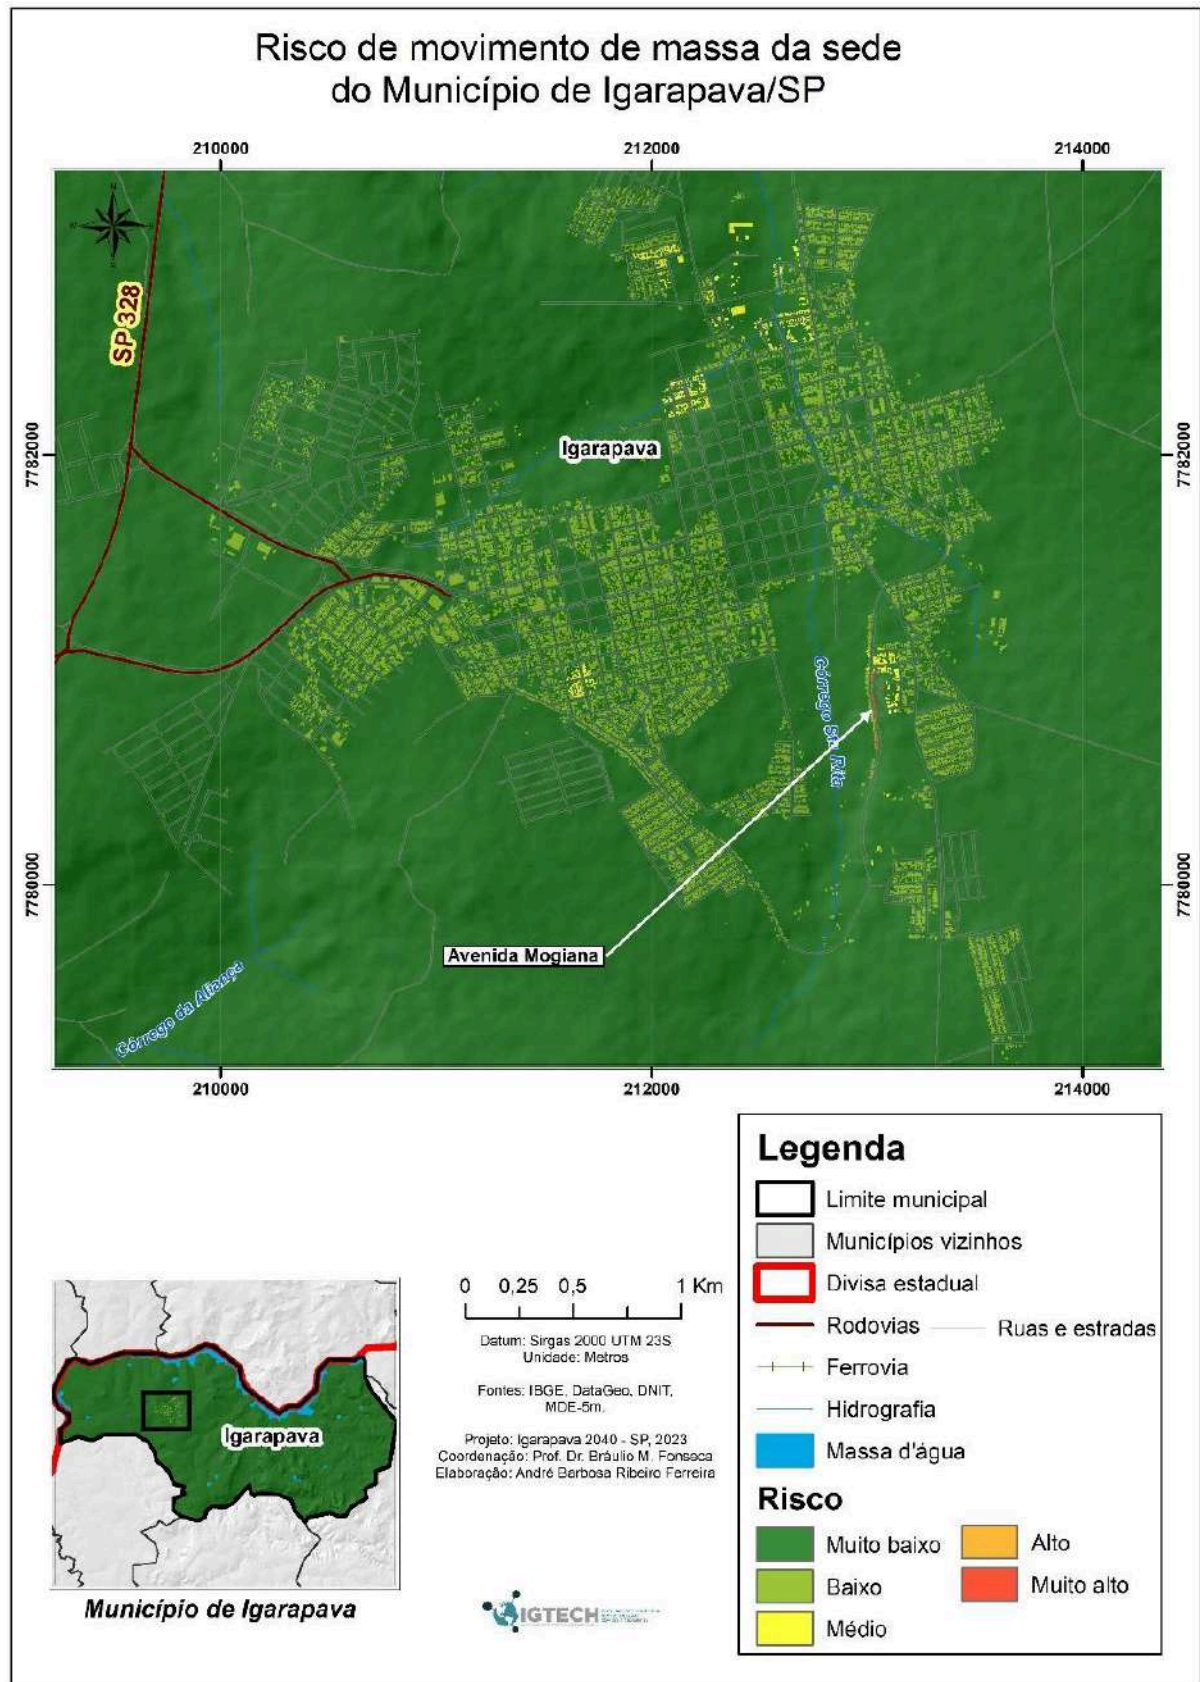 Risco de movimento de massa da sede
do Município de Igarapava/SP
210000
212000
214000
N
SP 328
7782000
7782000
Igarapava
Córrego Sta Rita
7780000
7780000
Avenida Mogiana
Córrego da Aliança
210000
212000
214000
Legenda
Limite municipal
Municípios vizinhos
Divisa estadual
Rodovias
Ruas e estradas
Ferrovia
Hidrografia
Massa d'água
Risco
Muito baixo
Alto
Baixo
Muito alto
Médio
0 0,25 0,5 1 Km
Datum: Sirgas 2000 UTM 23S
Unidade: Metros
Fontes: IBGE, DataGeo, DNIT,
MDE-5m.
Projeto: Igarapava 2040 - SP, 2023
Coordenação: Prof. Dr. Bráulio M. Fonseca
Elaboração: André Barbosa Ribeiro Ferreira
Igarapava
Município de Igarapava
IGTECH